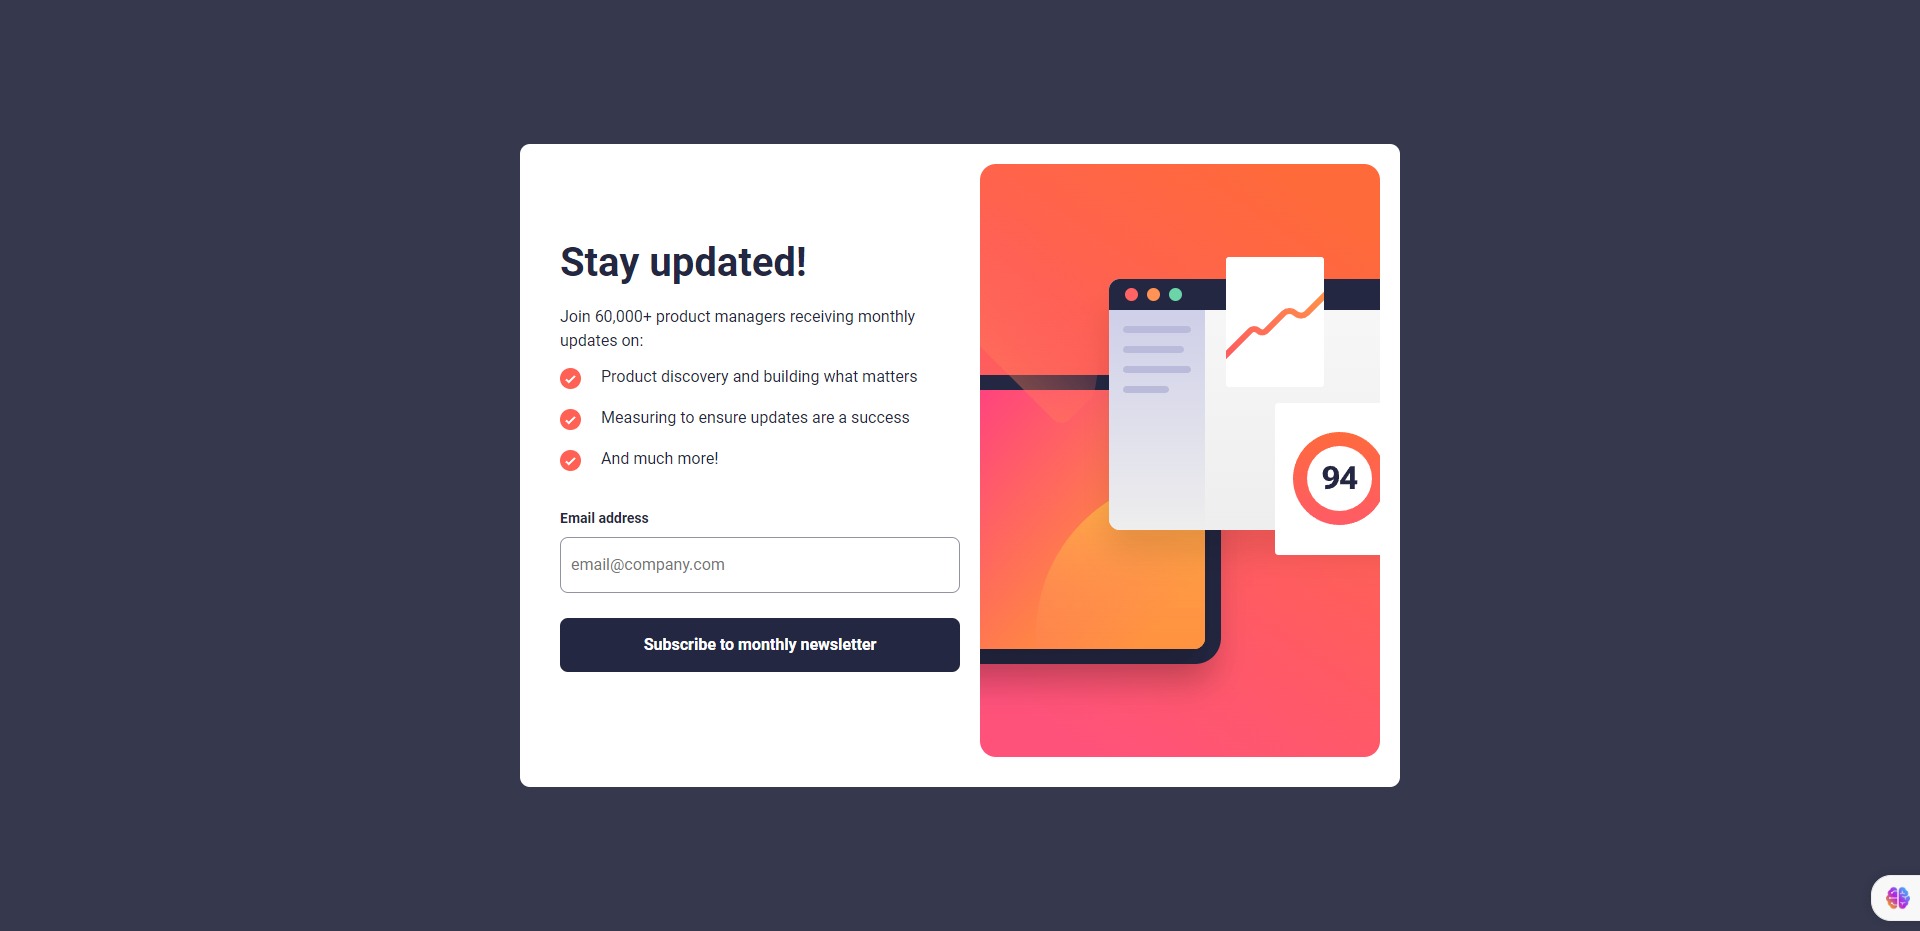 Stay updated!
Join 60,000+ product managers receiving monthly
updates on:
Product discovery and building what matters
Measuring to ensure updates are a success
And much more!
Email address
email@company.com
Subscribe to monthly newsletter
94